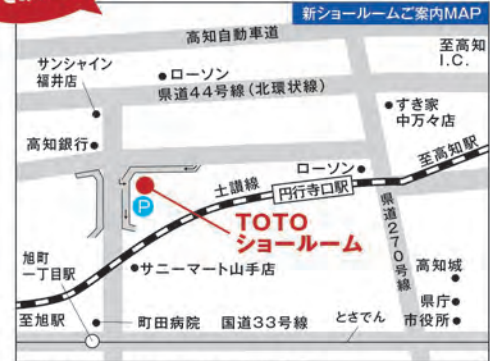 新ショールームご案内MAP
高知自動車道
至高知
I.C.
サンシャイン
福井店
ローソン
県道44号線(北環状線)
すき家
中万々店
高知銀行
至高知駅
ローソン
土讃線
円行寺口駅
P
TOTO
ショールーム
県道270号線
旭町
一丁目駅
サニーマート山手店
高知城
県庁
市役所
至旭駅
町田病院
国道33号線
とさでん